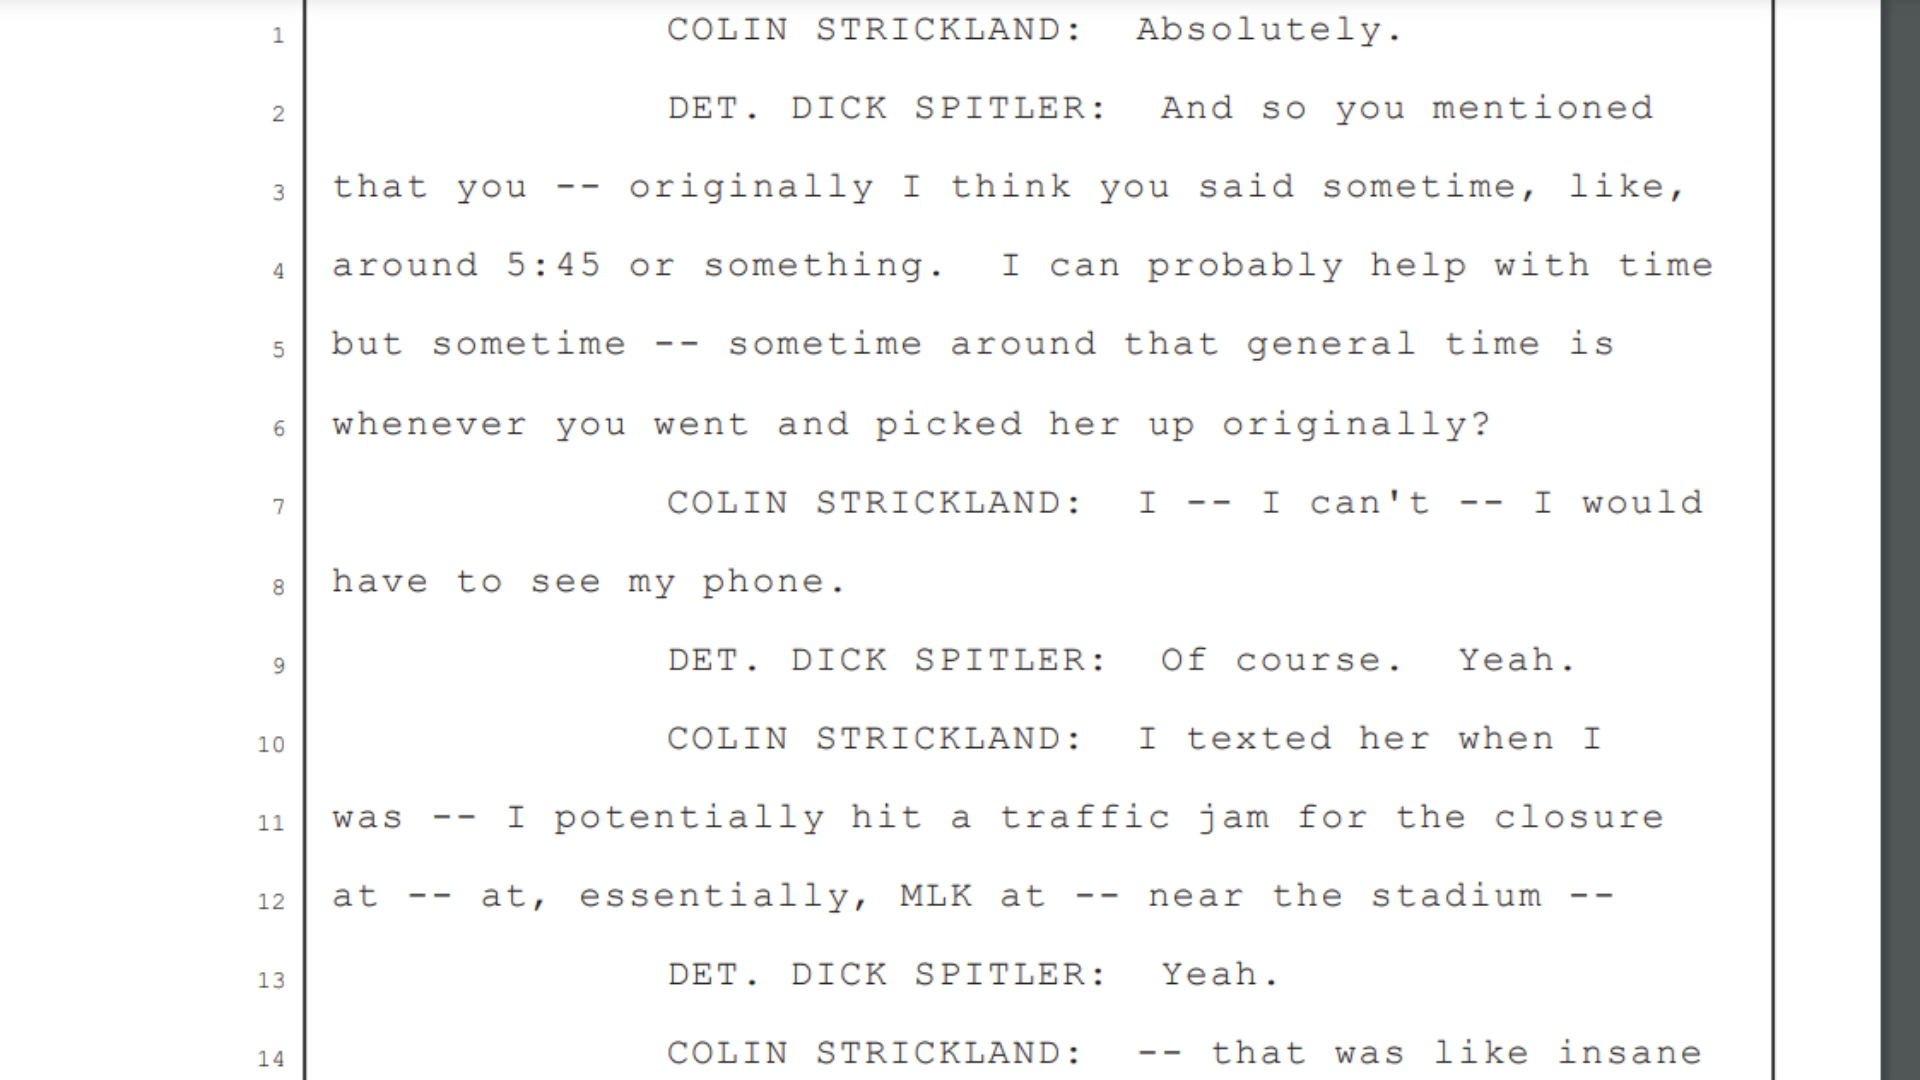 1 COLIN STRICKLAND: Absolutely.
2 DET. DICK SPITLER: And so you mentioned
3 that you -- originally I think you said sometime, like,
4 around 5:45 or something. I can probably help with time
5 but sometime -- sometime around that general time is
6 whenever you went and picked her up originally?
7 COLIN STRICKLAND: I -- I can't -- I would
8 have to see my phone.
9 DET. DICK SPITLER: Of course. Yeah.
10 COLIN STRICKLAND: I texted her when I
11 was -- I potentially hit a traffic jam for the closure
12 at -- at, essentially, MLK at -- near the stadium --
13 DET. DICK SPITLER: Yeah.
14 COLIN STRICKLAND: -- that was like insane